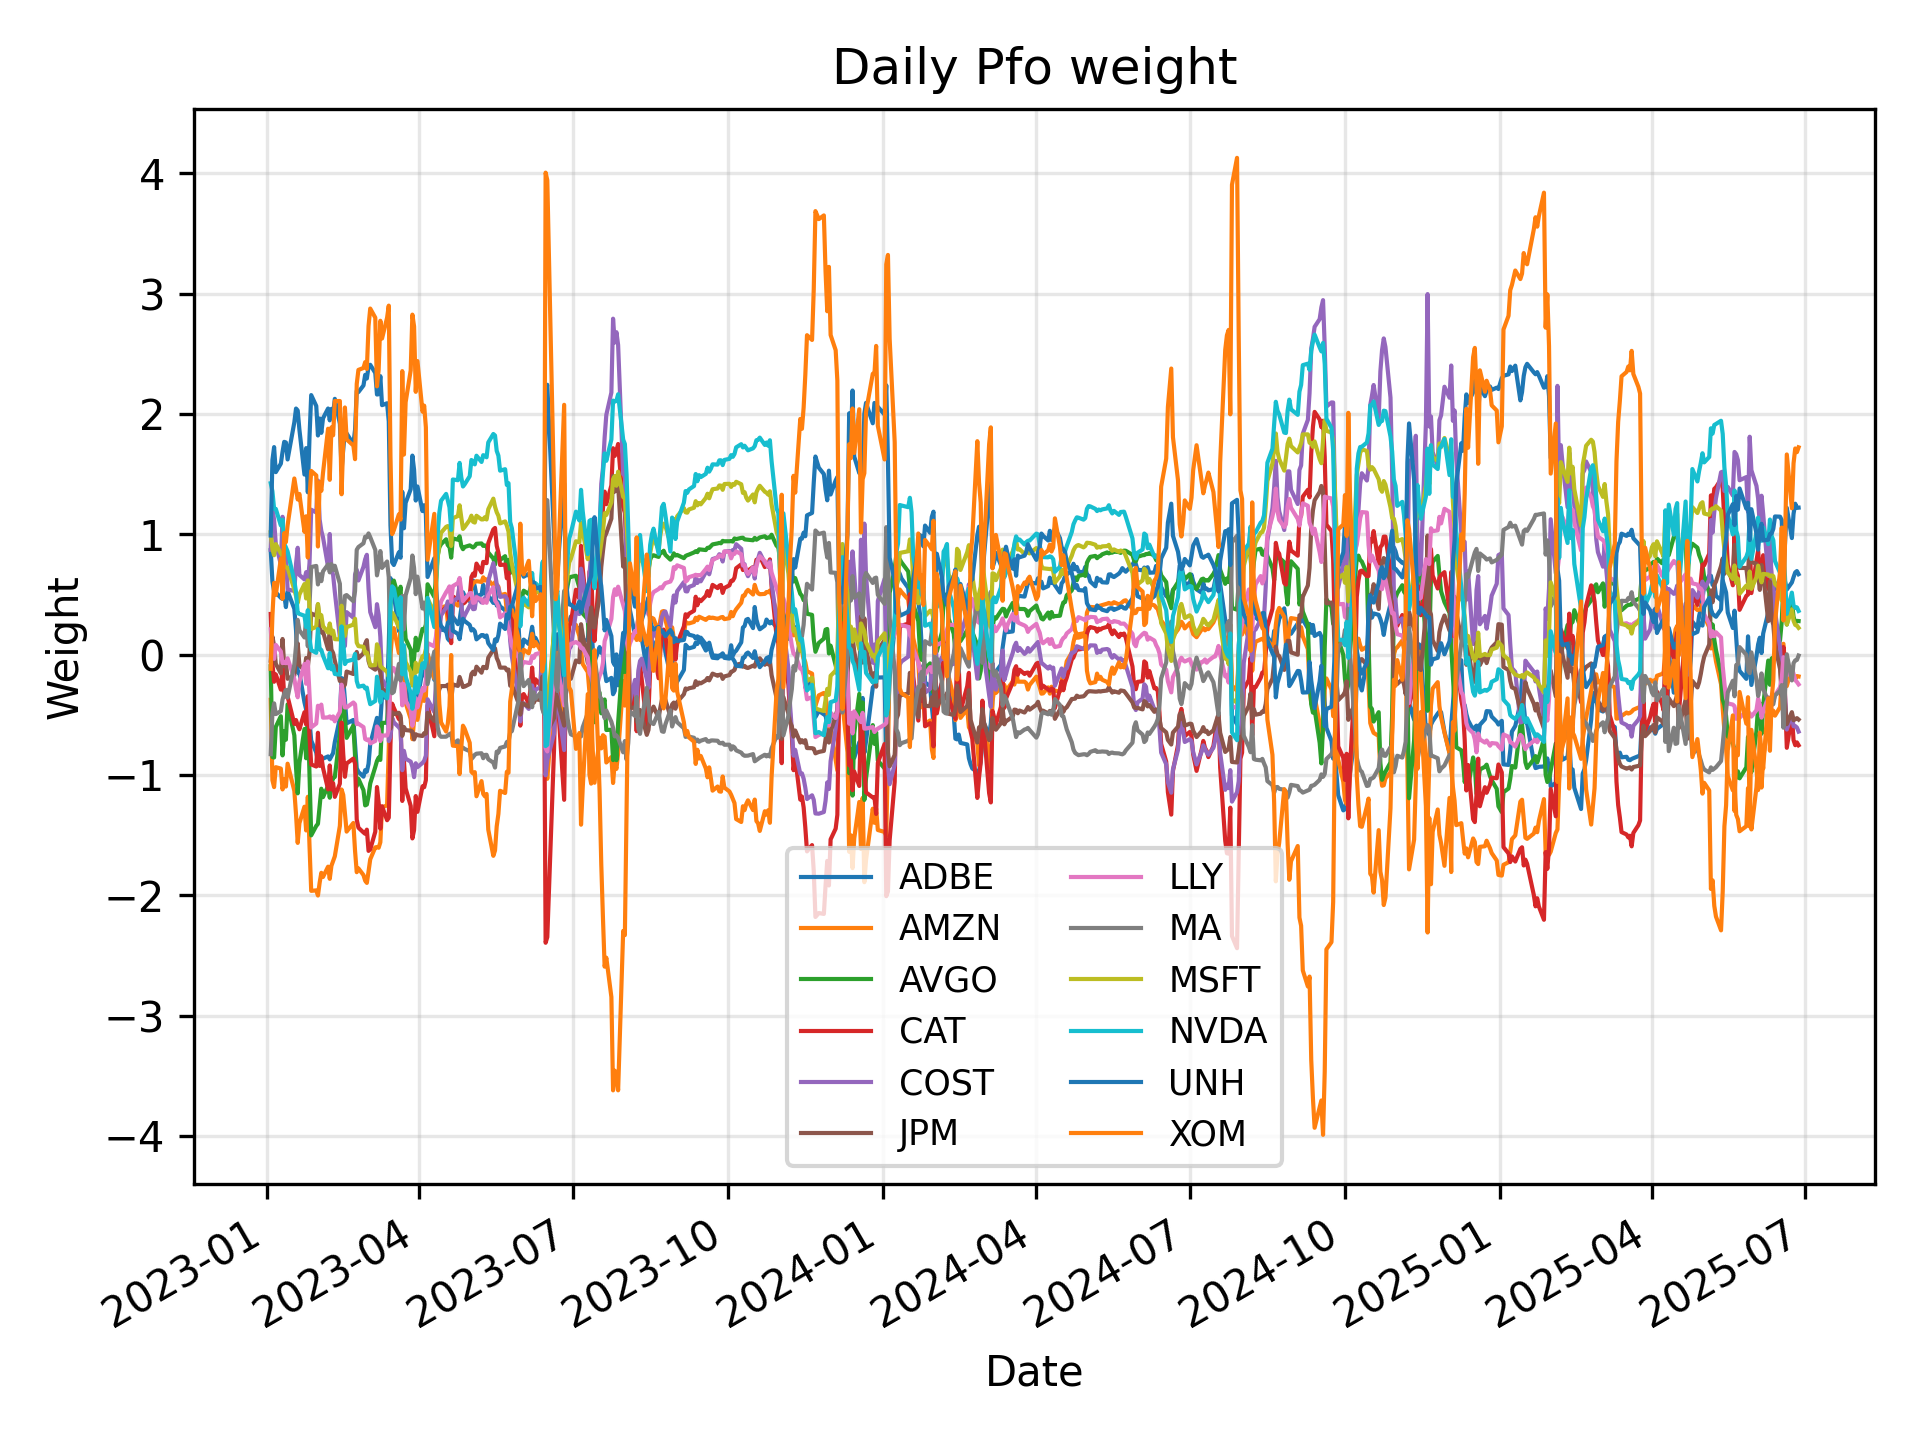 Daily Pfo weight
Weight
4
3
2
1
0
−1
−2
−3
−4
ADBE
AMZN
AVGO
CAT
COST
JPM
LLY
MA
MSFT
NVDA
UNH
XOM
2023-01
2023-04
2023-07
2023-10
2024-01
2024-04
2024-07
2024-10
2025-01
2025-04
2025-07
Date